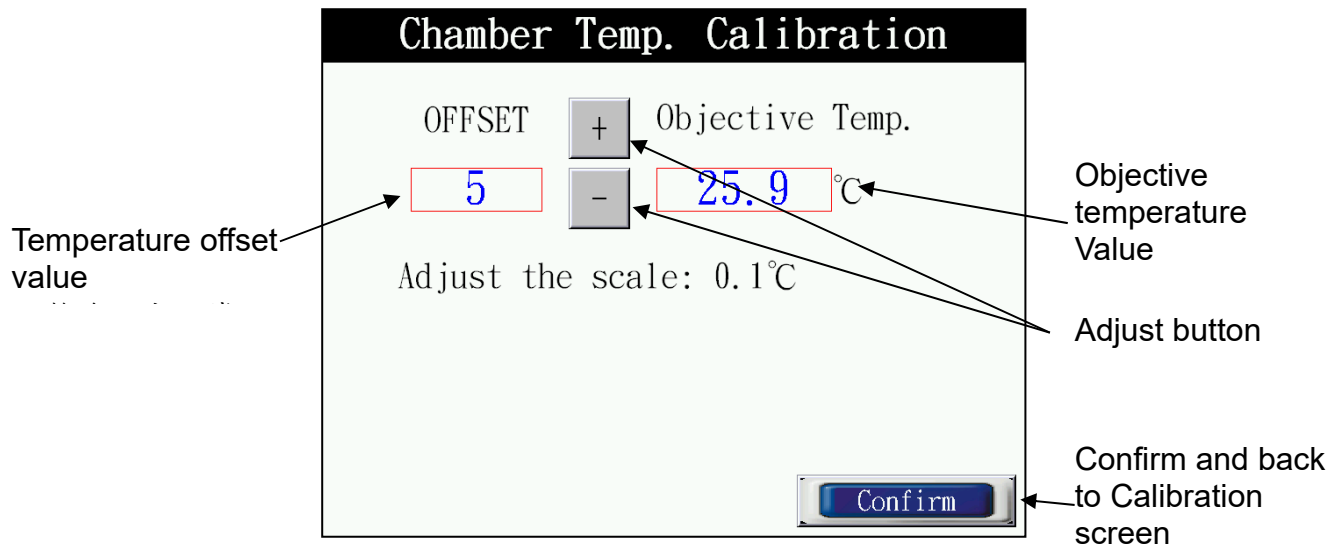 Chamber Temp. Calibration
OFFSET
+
Objective Temp.
5
-
25.9
℃
Adjust the scale: 0.1℃
Confirm
Temperature offset
value
Objective
temperature
Value
Adjust button
Confirm and back
to Calibration
screen